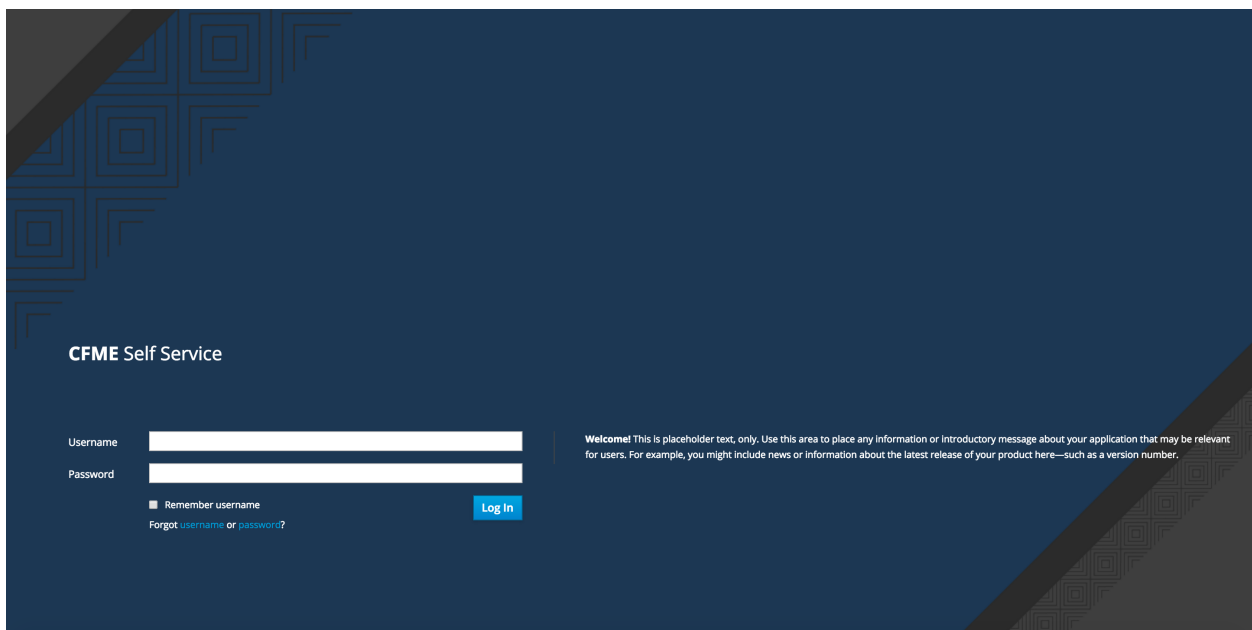 CFME Self Service
Username
Password
Remember username
Log In
Forgot username or password?
Welcome! This is placeholder text, only. Use this area to place any information or introductory message about your application that may be relevant
for users. For example, you might include news or information about the latest release of your product here—such as a version number.